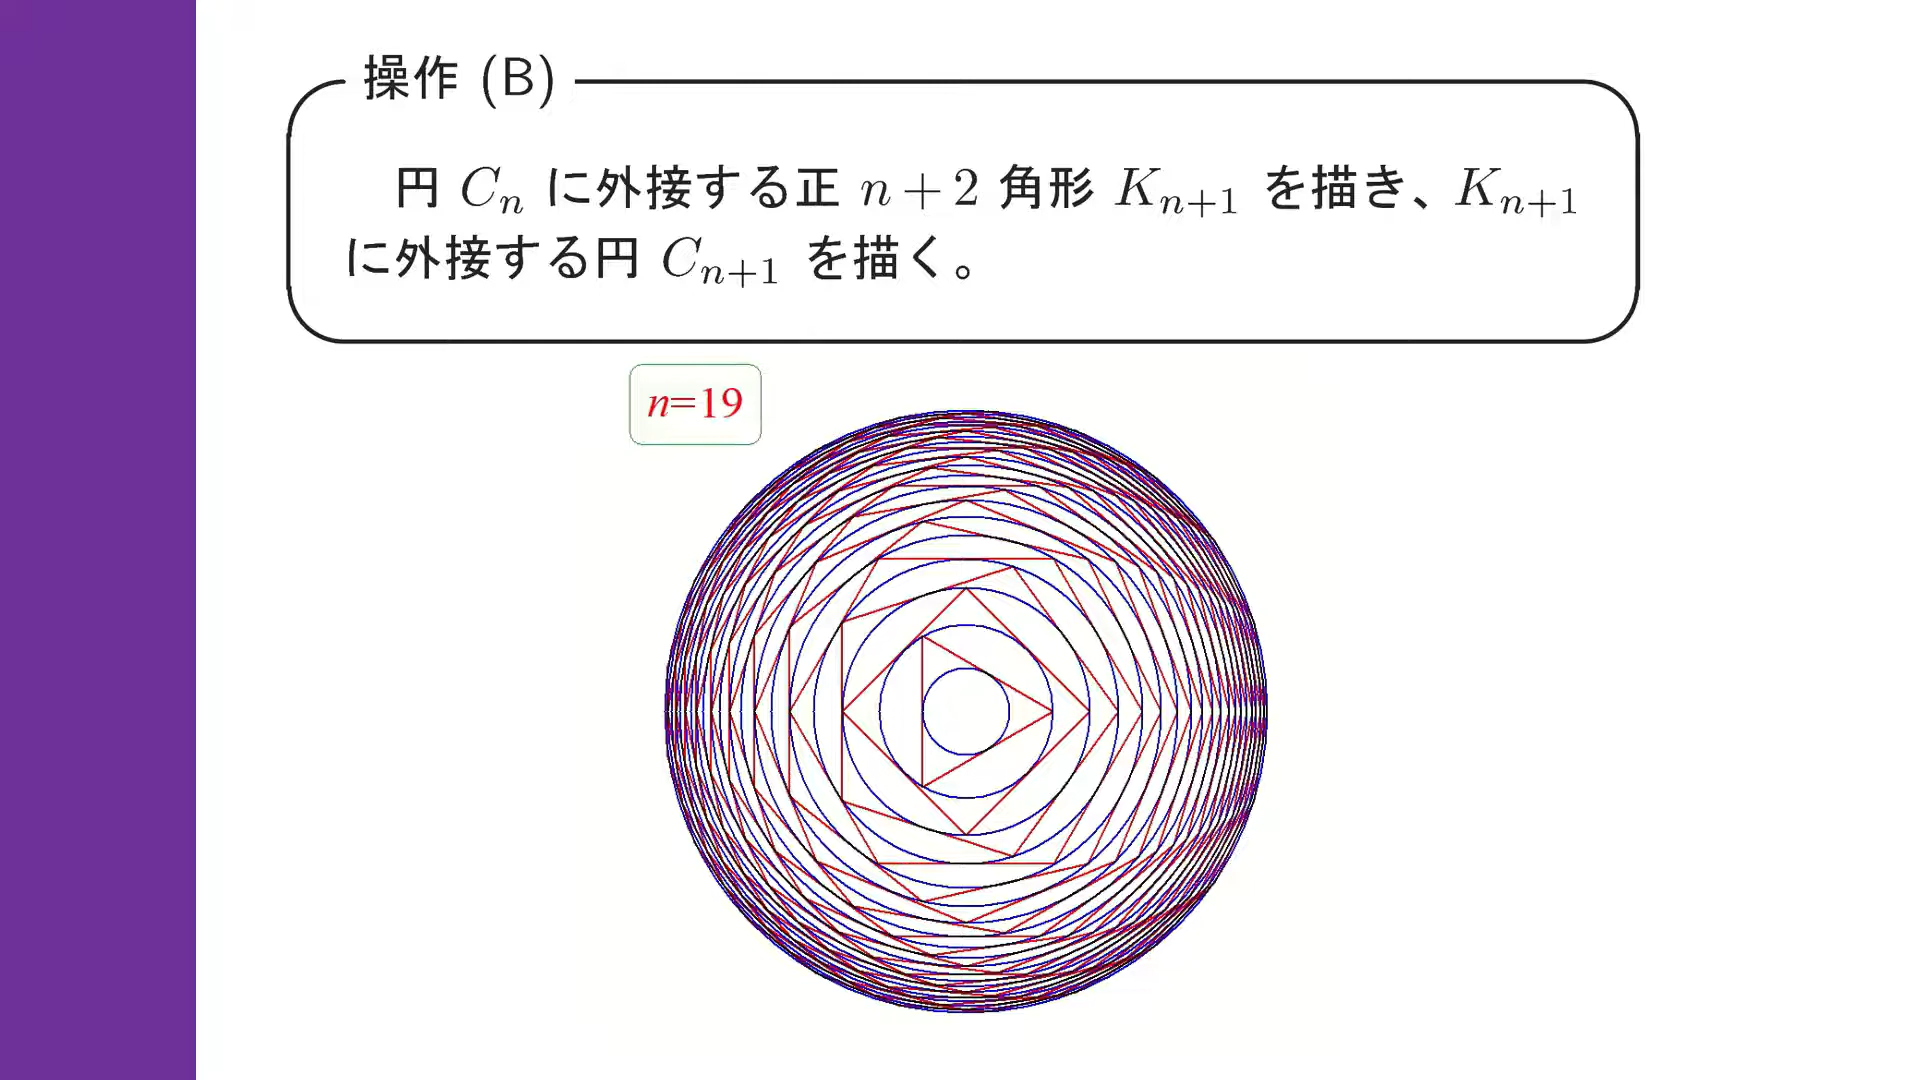 操作 (B)
円 Cₙ に外接する正 n + 2 角形 Kₙ₊₁ を描き、Kₙ₊₁
に外接する円 Cₙ₊₁ を描く。
n=19